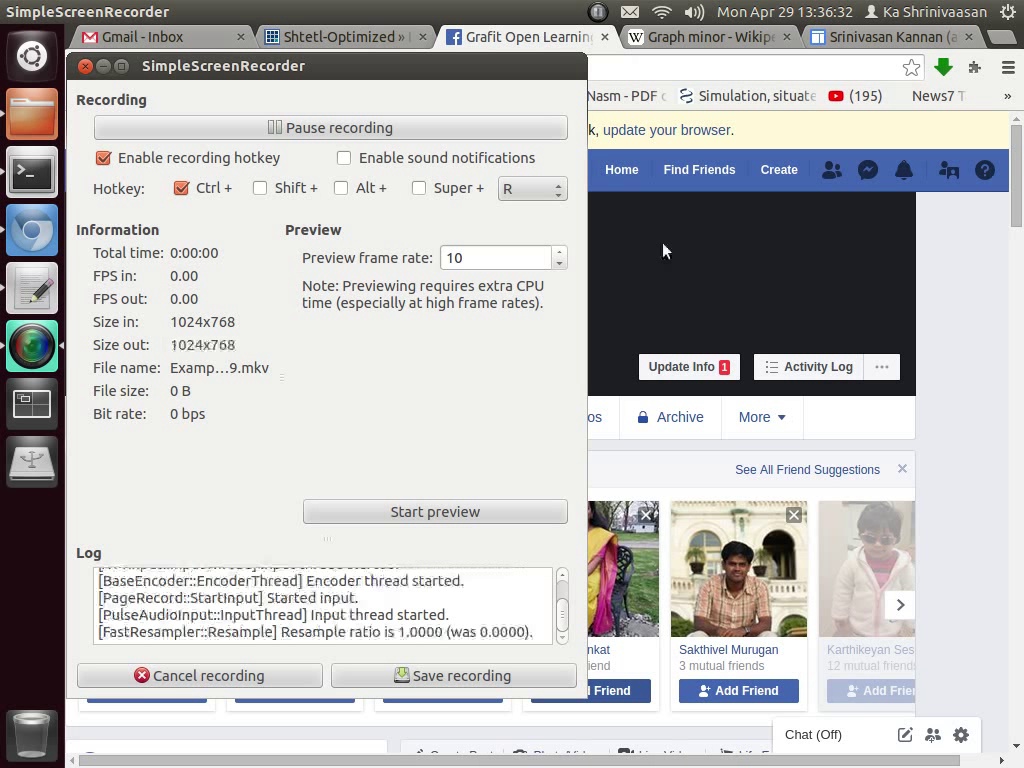 SimpleScreenRecorder
Mon Apr 29 13:36:32
Ka Shrinivaasan
Gmail - Inbox
Shtetl-Optimized »
Grafit Open Learnin
Graph minor - Wikipe
Srinivasan Kannan (a
SimpleScreenRecorder
Nasm - PDF
Simulation, situate
(195)
News7 T
»
Recording
k, update your browser.
Pause recording
Enable recording hotkey
Enable sound notifications
Home
Find Friends
Create
Hotkey:
Ctrl +
Shift +
Alt +
Super +
R
Information
Total time: 0:00:00
FPS in: 0.00
FPS out: 0.00
Size in: 1024x768
Size out: 1024x768
File name: Examp...9.mkv
File size: 0 B
Bit rate: 0 bps
Preview
Preview frame rate: 10
Note: Previewing requires extra CPU
time (especially at high frame rates).
Start preview
Update Info 1
Activity Log
os
Archive
More
See All Friend Suggestions
Log
[BaseEncoder::EncoderThread] Encoder thread started.
[PageRecord::StartInput] Started input.
[PulseAudioInput::InputThread] Input thread started.
[FastResampler::Resample] Resample ratio is 1.0000 (was 0.0000).
Cancel recording
Save recording
nkat
iend
Friend
Sakthivel Murugan
3 mutual friends
Add Friend
Karthikeyan Ses
12 mutual friends
Add Frie
Chat (Off)